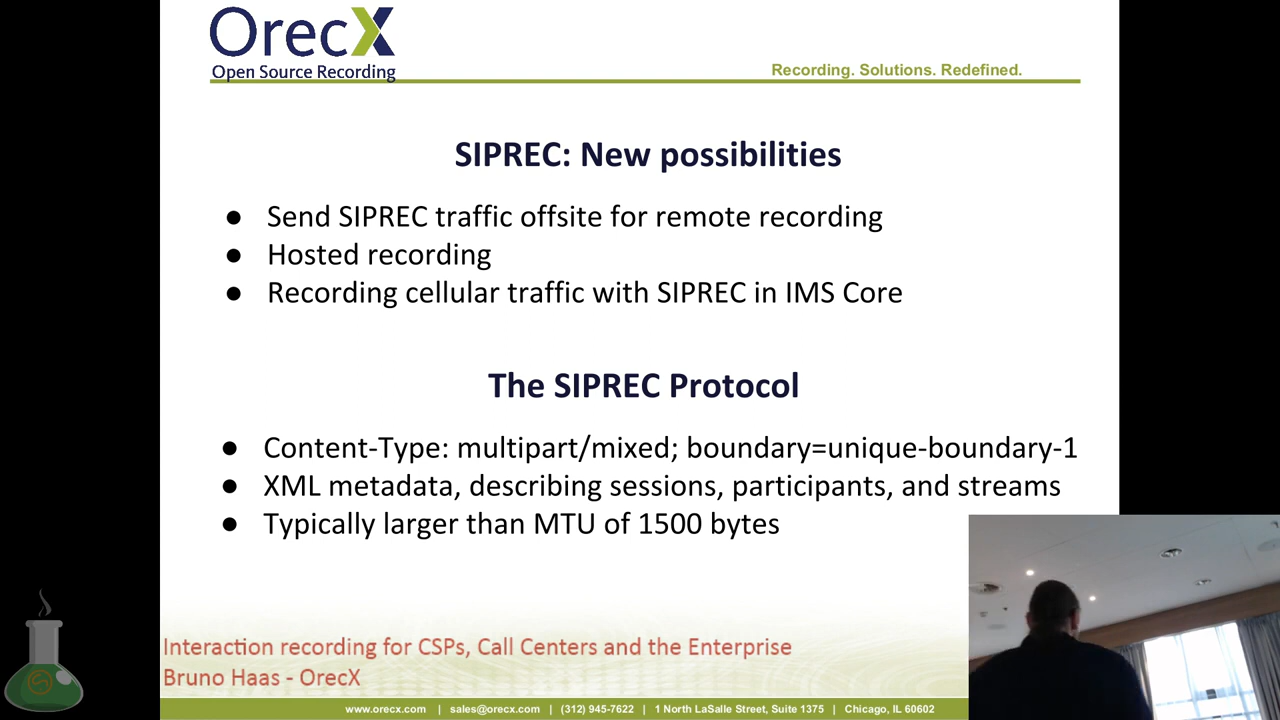 OrecX
Open Source Recording
Recording. Solutions. Redefined.
SIPREC: New possibilities
● Send SIPREC traffic offsite for remote recording
● Hosted recording
● Recording cellular traffic with SIPREC in IMS Core
The SIPREC Protocol
● Content-Type: multipart/mixed; boundary=unique-boundary-1
● XML metadata, describing sessions, participants, and streams
● Typically larger than MTU of 1500 bytes
Interaction recording for CSPs, Call Centers and the Enterprise
Bruno Haas - OrecX
www.orecx.com | sales@orecx.com | (312) 945-7622 | 1 North LaSalle Street, Suite 1375 | Chicago, IL 60602